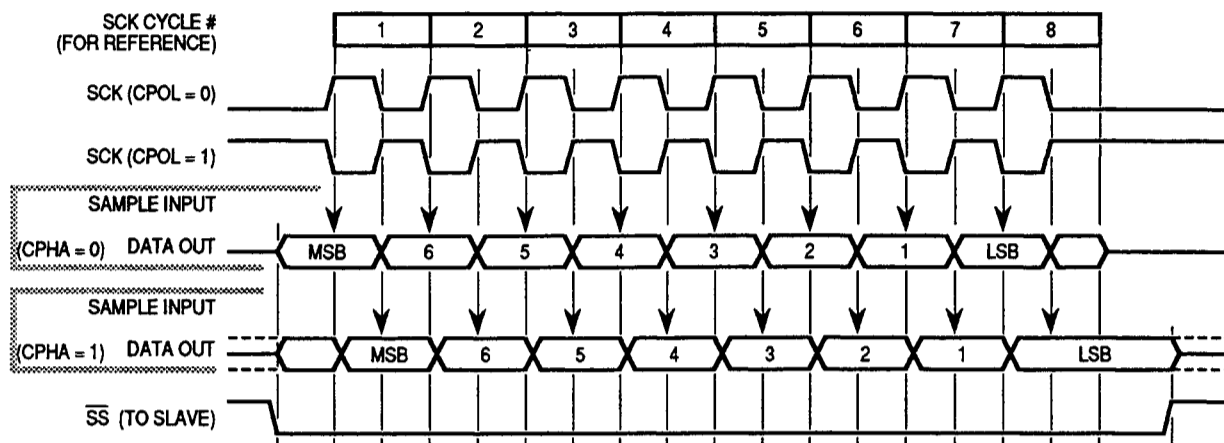 SCK CYCLE #
(FOR REFERENCE)
1 2 3 4 5 6 7 8
SCK (CPOL = 0)
SCK (CPOL = 1)
SAMPLE INPUT
(CPHA = 0) DATA OUT MSB 6 5 4 3 2 1 LSB
SAMPLE INPUT
(CPHA = 1) DATA OUT MSB 6 5 4 3 2 1 LSB
SS (TO SLAVE)